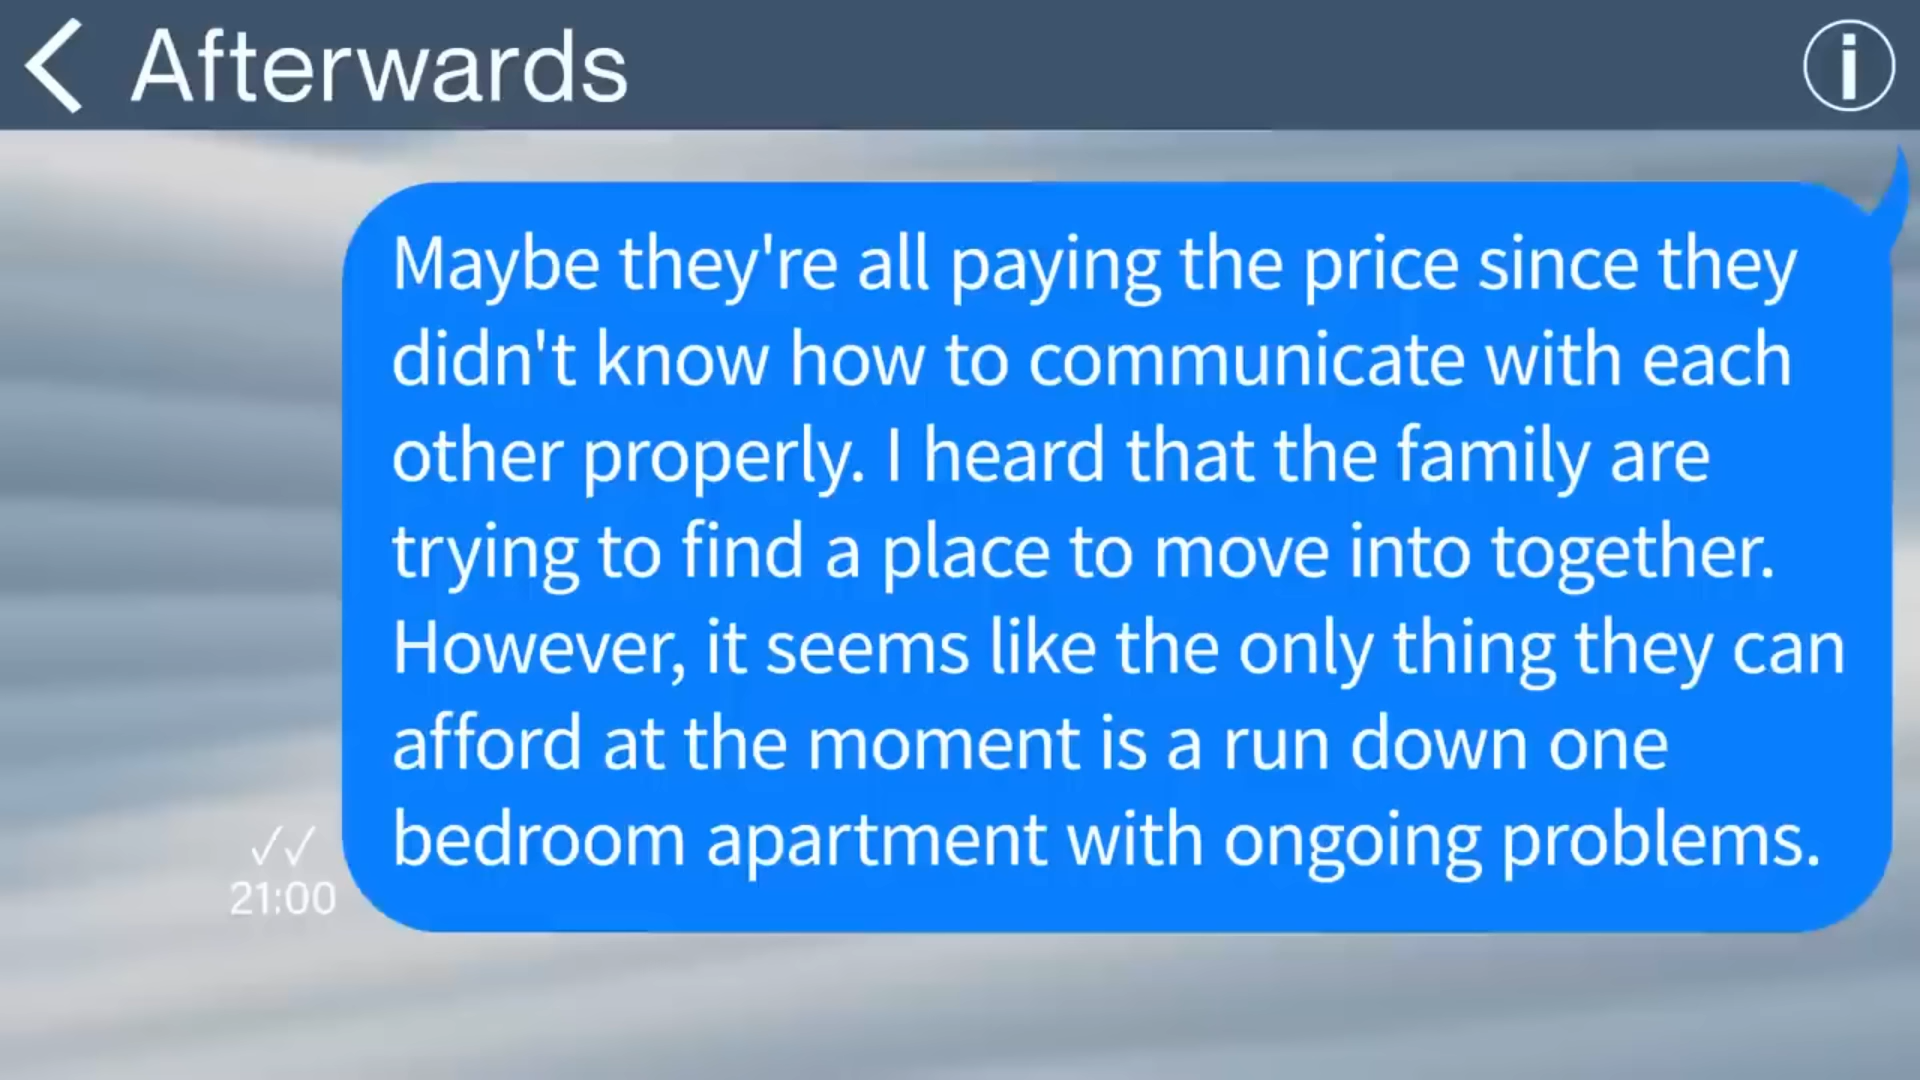 Afterwards
Maybe they're all paying the price since they
didn't know how to communicate with each
other properly. I heard that the family are
trying to find a place to move into together.
However, it seems like the only thing they can
afford at the moment is a run down one
bedroom apartment with ongoing problems.
21:00